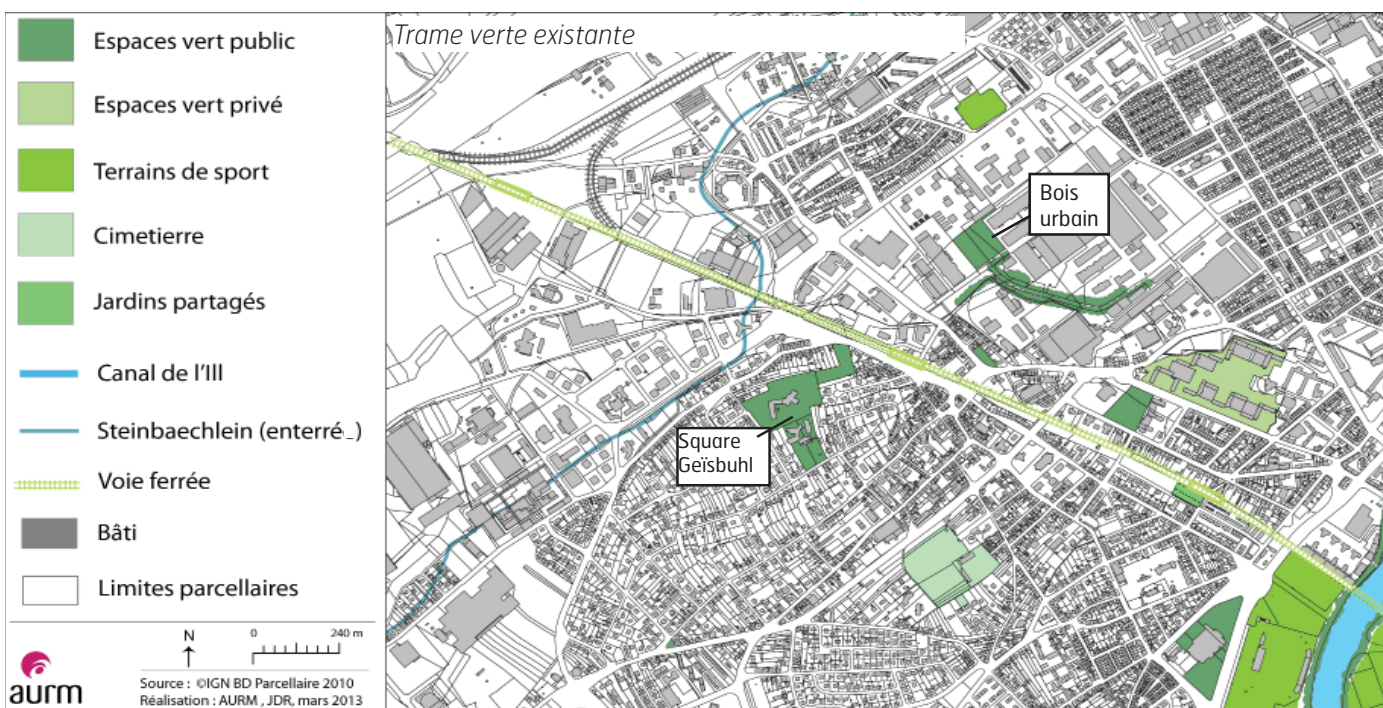 Trame verte existante
Espaces vert public
Espaces vert privé
Terrains de sport
Cimetierre
Jardins partagés
Canal de l'Ill
Steinbaechlein (enterré_)
Voie ferrée
Bâti
Limites parcellaires
N
0 240 m
aurm
Source : ©IGN BD Parcellaire 2010
Réalisation : AURM , JDR, mars 2013
Bois
urbain
Square
Geïsbuhl